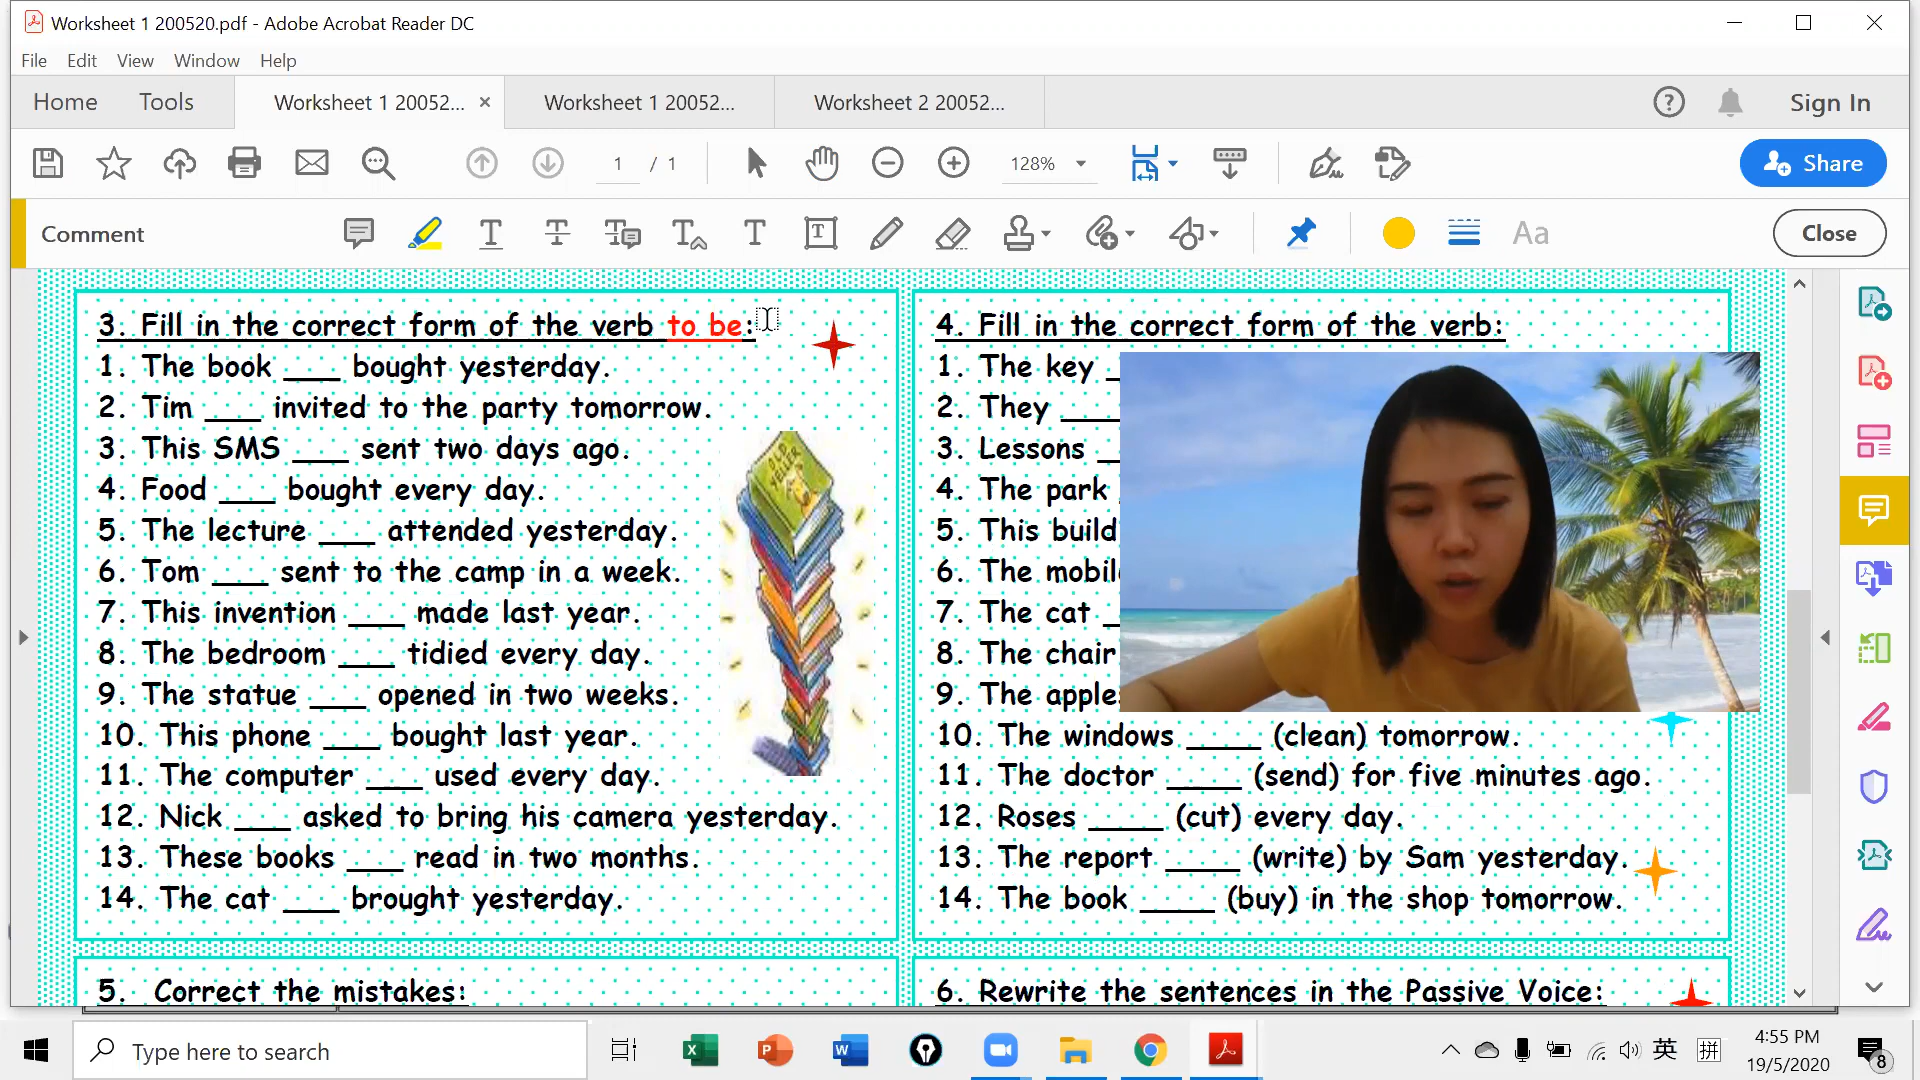 Worksheet 1 200520.pdf - Adobe Acrobat Reader DC
File Edit View Window Help
Home Tools Worksheet 1 20052... × Worksheet 1 20052... Worksheet 2 20052... Sign In
1 / 1 128% Share
Comment Aa Close
3. Fill in the correct form of the verb to be:
1. The book ___ bought yesterday.
2. Tim ___ invited to the party tomorrow.
3. This SMS ___ sent two days ago.
4. Food ___ bought every day.
5. The lecture ___ attended yesterday.
6. Tom ___ sent to the camp in a week.
7. This invention ___ made last year.
8. The bedroom ___ tidied every day.
9. The statue ___ opened in two weeks.
10. This phone ___ bought last year.
11. The computer ___ used every day.
12. Nick ___ asked to bring his camera yesterday.
13. These books ___ read in two months.
14. The cat ___ brought yesterday.
4. Fill in the correct form of the verb:
1. The key _
2. They ___
3. Lessons _
4. The park
5. This build
6. The mobil
7. The cat _
8. The chair
9. The apple
10. The windows ____ (clean) tomorrow.
11. The doctor ____ (send) for five minutes ago.
12. Roses ____ (cut) every day.
13. The report ____ (write) by Sam yesterday.
14. The book ____ (buy) in the shop tomorrow.
5. Correct the mistakes:
6. Rewrite the sentences in the Passive Voice:
Type here to search
英 拼
4:55 PM
19/5/2020
8